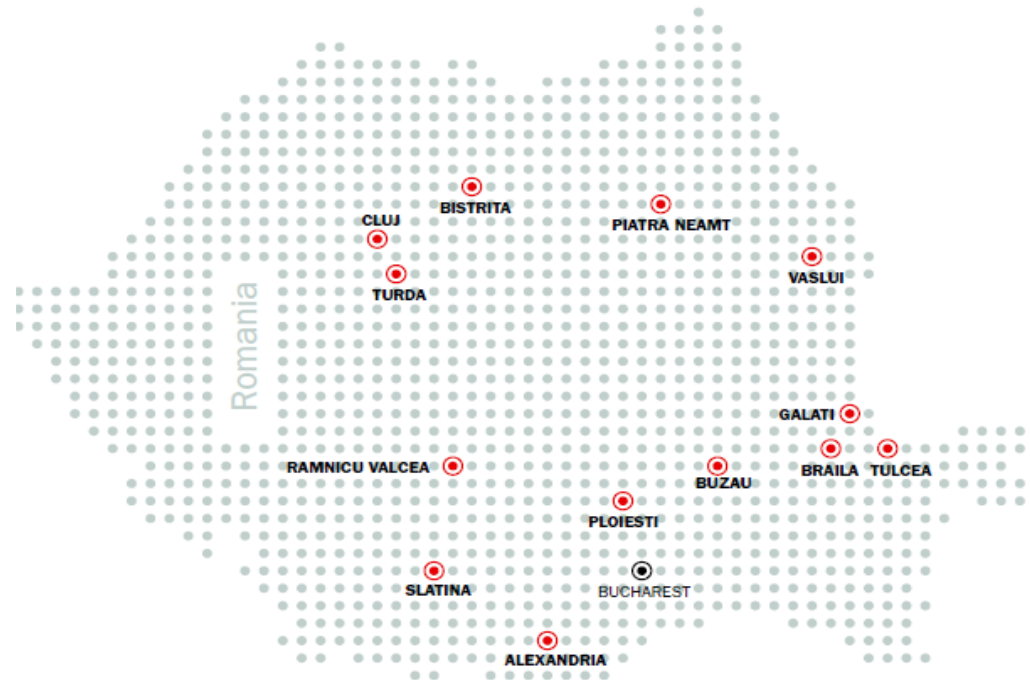 BISTRITA
CLUJ
PIATRA NEAMT
VASLUI
TURDA
Romania
GALATI
RAMNICU VALCEA
BUZAU
BRAILA
TULCEA
PLOIESTI
SLATINA
BUCHAREST
ALEXANDRIA